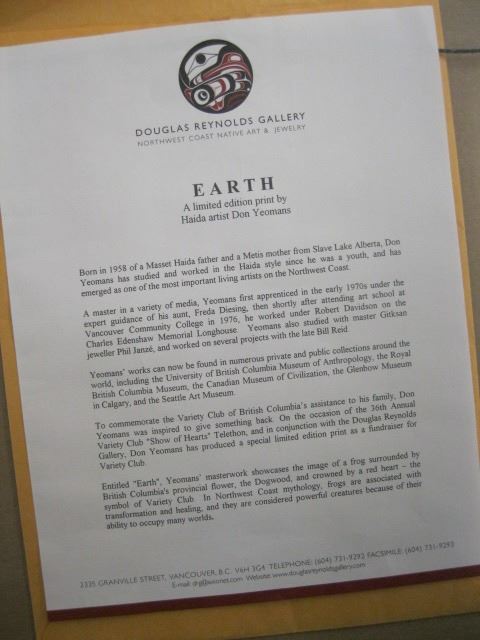 DOUGLAS REYNOLDS GALLERY
NORTHWEST COAST NATIVE ART & JEWELRY
EARTH
A limited edition print by
Haida artist Don Yeomans
Born in 1958 of a Masset Haida father and a Metis mother from Slave Lake Alberta, Don
Yeomans has studied and worked in the Haida style since he was a youth, and has
emerged as one of the most important living artists on the Northwest Coast.
A master in a variety of media, Yeomans first apprenticed in the early 1970s under the
expert guidance of his aunt, Freda Diesing, then shortly after attending art school at
Vancouver Community College in 1976, he worked under Robert Davidson on the
Charles Edenshaw Memorial Longhouse. Yeomans also studied with master Gitksan
jeweller Phil Janzé, and worked on several projects with the late Bill Reid.
Yeomans' works can now be found in numerous private and public collections around the
world, including the University of British Columbia Museum of Anthropology, the Royal
British Columbia Museum, the Canadian Museum of Civilization, the Glenbow Museum
in Calgary, and the Seattle Art Museum.
To commemorate the Variety Club of British Columbia's assistance to his family, Don
Yeomans was inspired to give something back. On the occasion of the 36th Annual
Variety Club "Show of Hearts" Telethon, and in conjunction with the Douglas Reynolds
Gallery, Don Yeomans has produced a special limited edition print as a fundraiser for
Variety Club.
Entitled "Earth", Yeomans' masterwork showcases the image of a frog surrounded by
British Columbia's provincial flower, the Dogwood, and crowned by a red heart – the
symbol of Variety Club. In Northwest Coast mythology, frogs are associated with
transformation and healing, and they are considered powerful creatures because of their
ability to occupy many worlds.
2335 GRANVILLE STREET, VANCOUVER, B.C. V6H 3G4 TELEPHONE: (604) 731-9292 FACSIMILE: (604) 731-9293
E-mail: Website: www.douglasreynoldsgallery.com